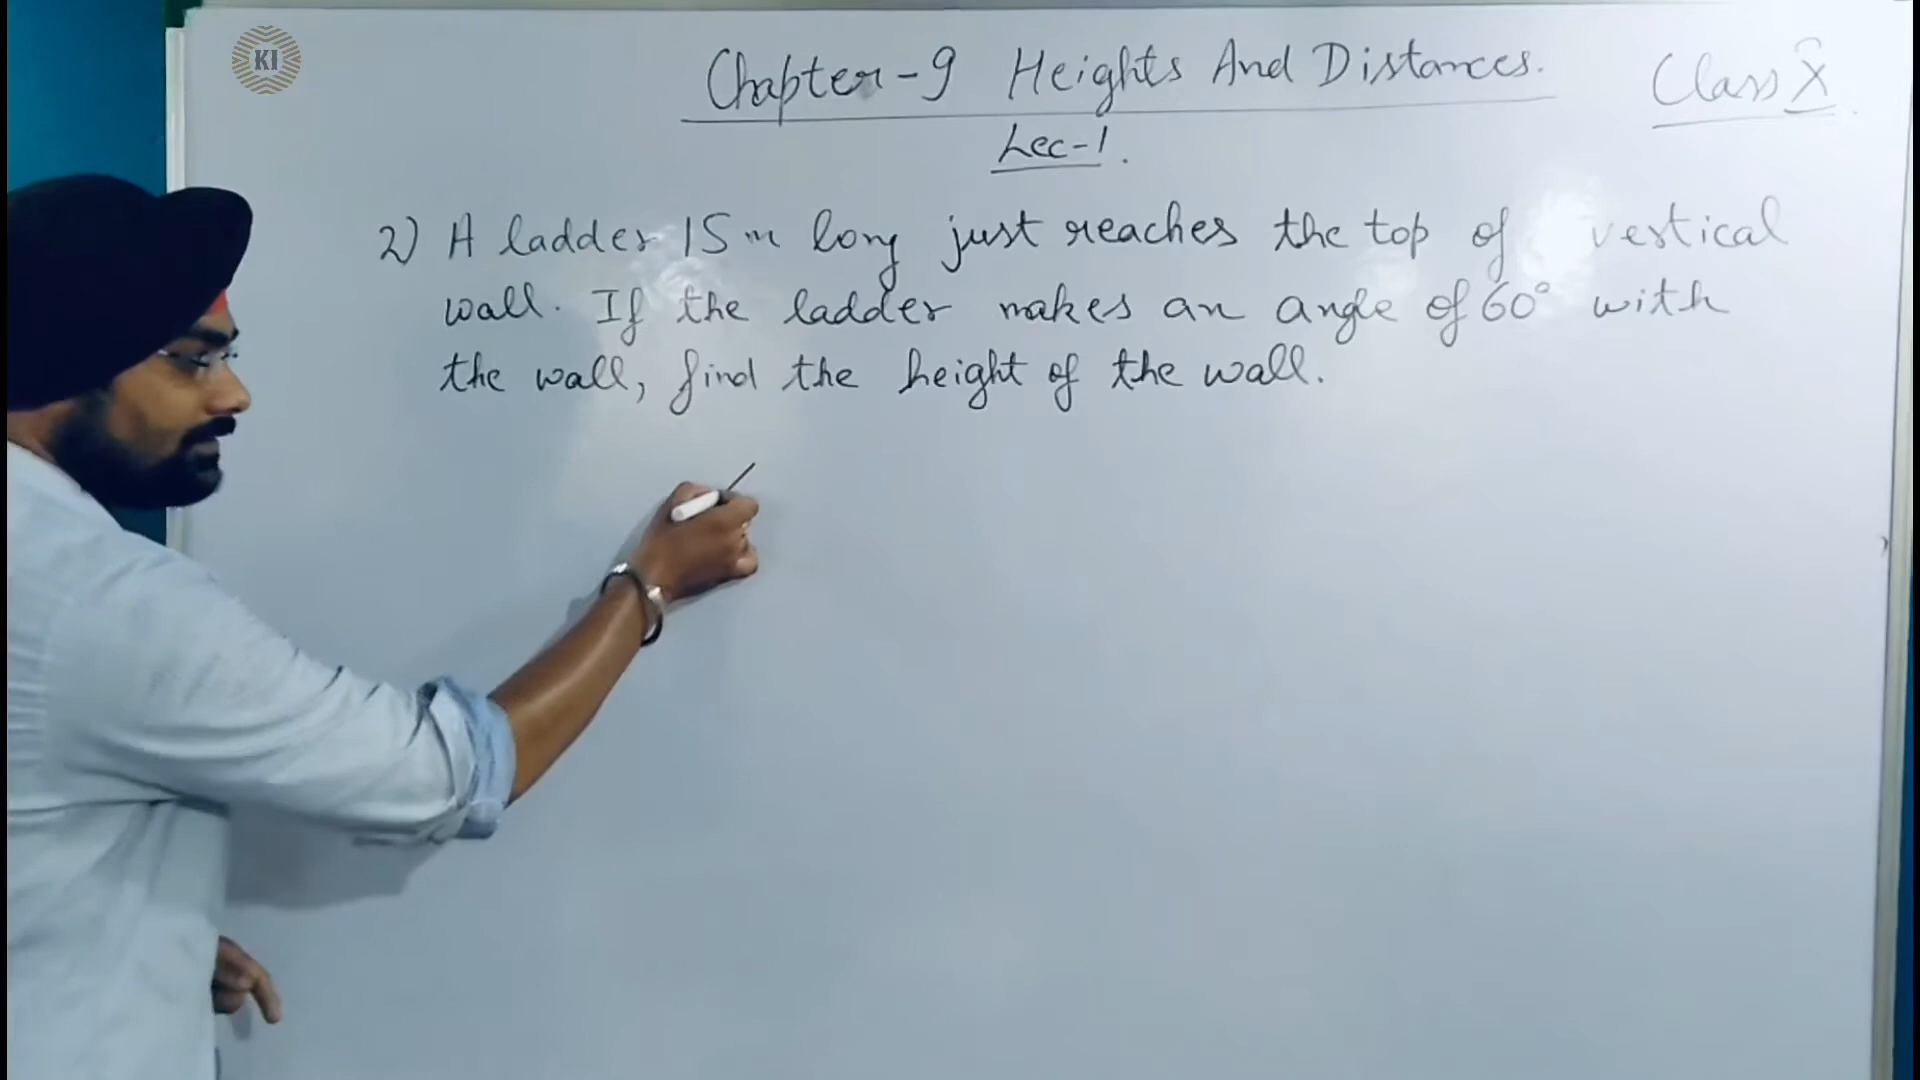 KI
Chapter-9 Heights And Distances.
Class X
Lec-1.
2) A ladder 15m long just reaches the top of vertical
wall. If the ladder makes an angle of 60° with
the wall, find the height of the wall.